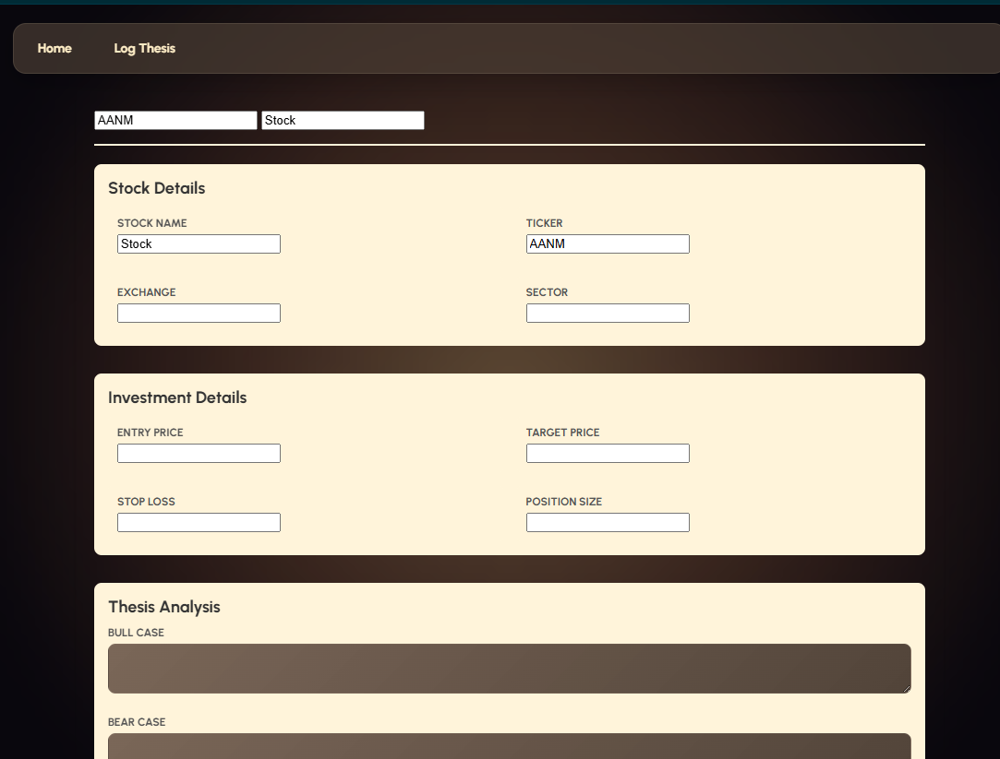 Home Log Thesis
AANM Stock
Stock Details
STOCK NAME TICKER
Stock AANM
EXCHANGE SECTOR
Investment Details
ENTRY PRICE TARGET PRICE
STOP LOSS POSITION SIZE
Thesis Analysis
BULL CASE
BEAR CASE